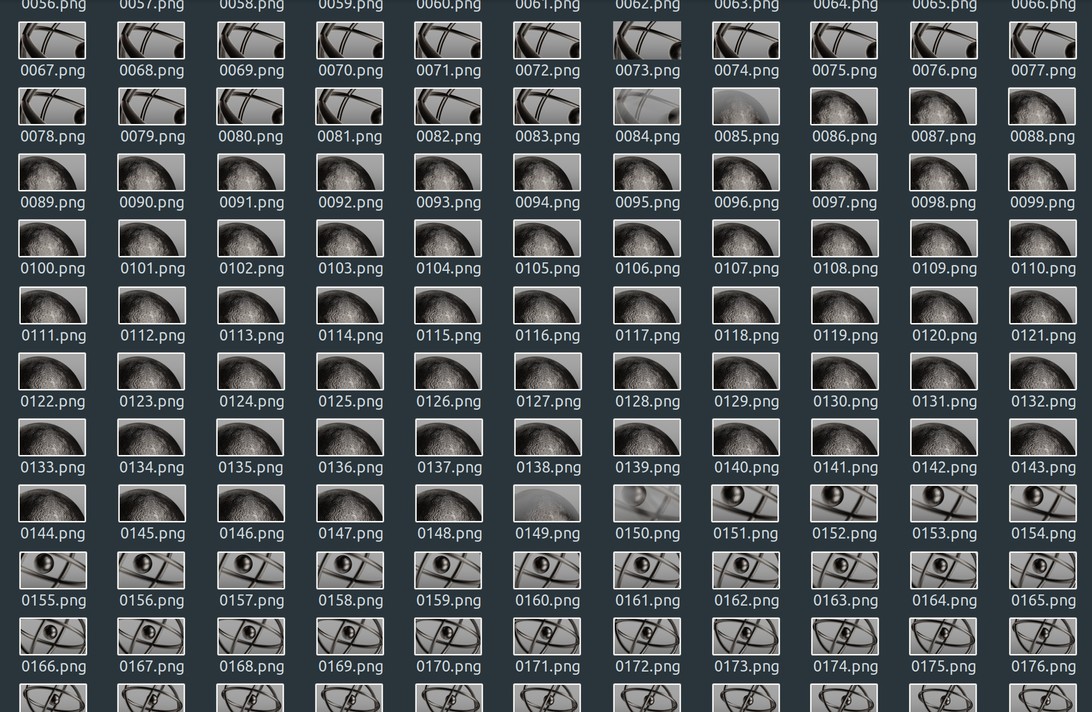 0056.png 0057.png 0058.png 0059.png 0060.png 0061.png 0062.png 0063.png 0064.png 0065.png 0066.png
0067.png 0068.png 0069.png 0070.png 0071.png 0072.png 0073.png 0074.png 0075.png 0076.png 0077.png
0078.png 0079.png 0080.png 0081.png 0082.png 0083.png 0084.png 0085.png 0086.png 0087.png 0088.png
0089.png 0090.png 0091.png 0092.png 0093.png 0094.png 0095.png 0096.png 0097.png 0098.png 0099.png
0100.png 0101.png 0102.png 0103.png 0104.png 0105.png 0106.png 0107.png 0108.png 0109.png 0110.png
0111.png 0112.png 0113.png 0114.png 0115.png 0116.png 0117.png 0118.png 0119.png 0120.png 0121.png
0122.png 0123.png 0124.png 0125.png 0126.png 0127.png 0128.png 0129.png 0130.png 0131.png 0132.png
0133.png 0134.png 0135.png 0136.png 0137.png 0138.png 0139.png 0140.png 0141.png 0142.png 0143.png
0144.png 0145.png 0146.png 0147.png 0148.png 0149.png 0150.png 0151.png 0152.png 0153.png 0154.png
0155.png 0156.png 0157.png 0158.png 0159.png 0160.png 0161.png 0162.png 0163.png 0164.png 0165.png
0166.png 0167.png 0168.png 0169.png 0170.png 0171.png 0172.png 0173.png 0174.png 0175.png 0176.png